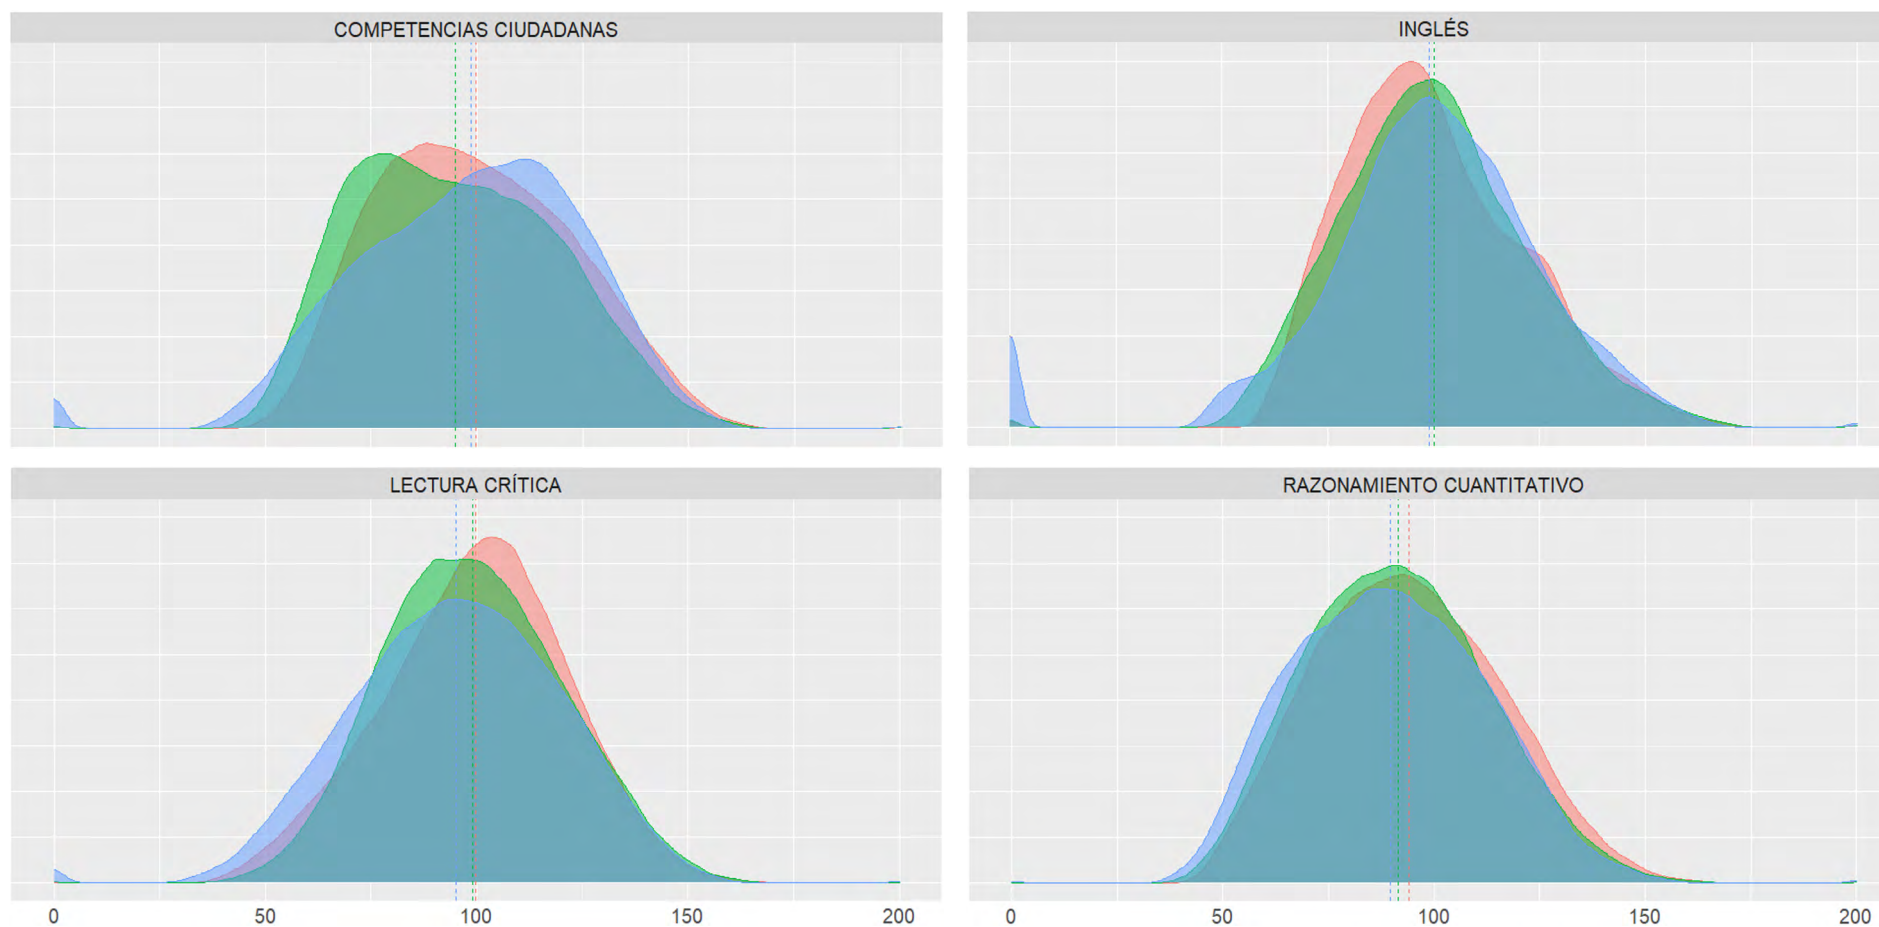 COMPETENCIAS CIUDADANAS
INGLÉS
LECTURA CRÍTICA
RAZONAMIENTO CUANTITATIVO
0 50 100 150 200
0 50 100 150 200